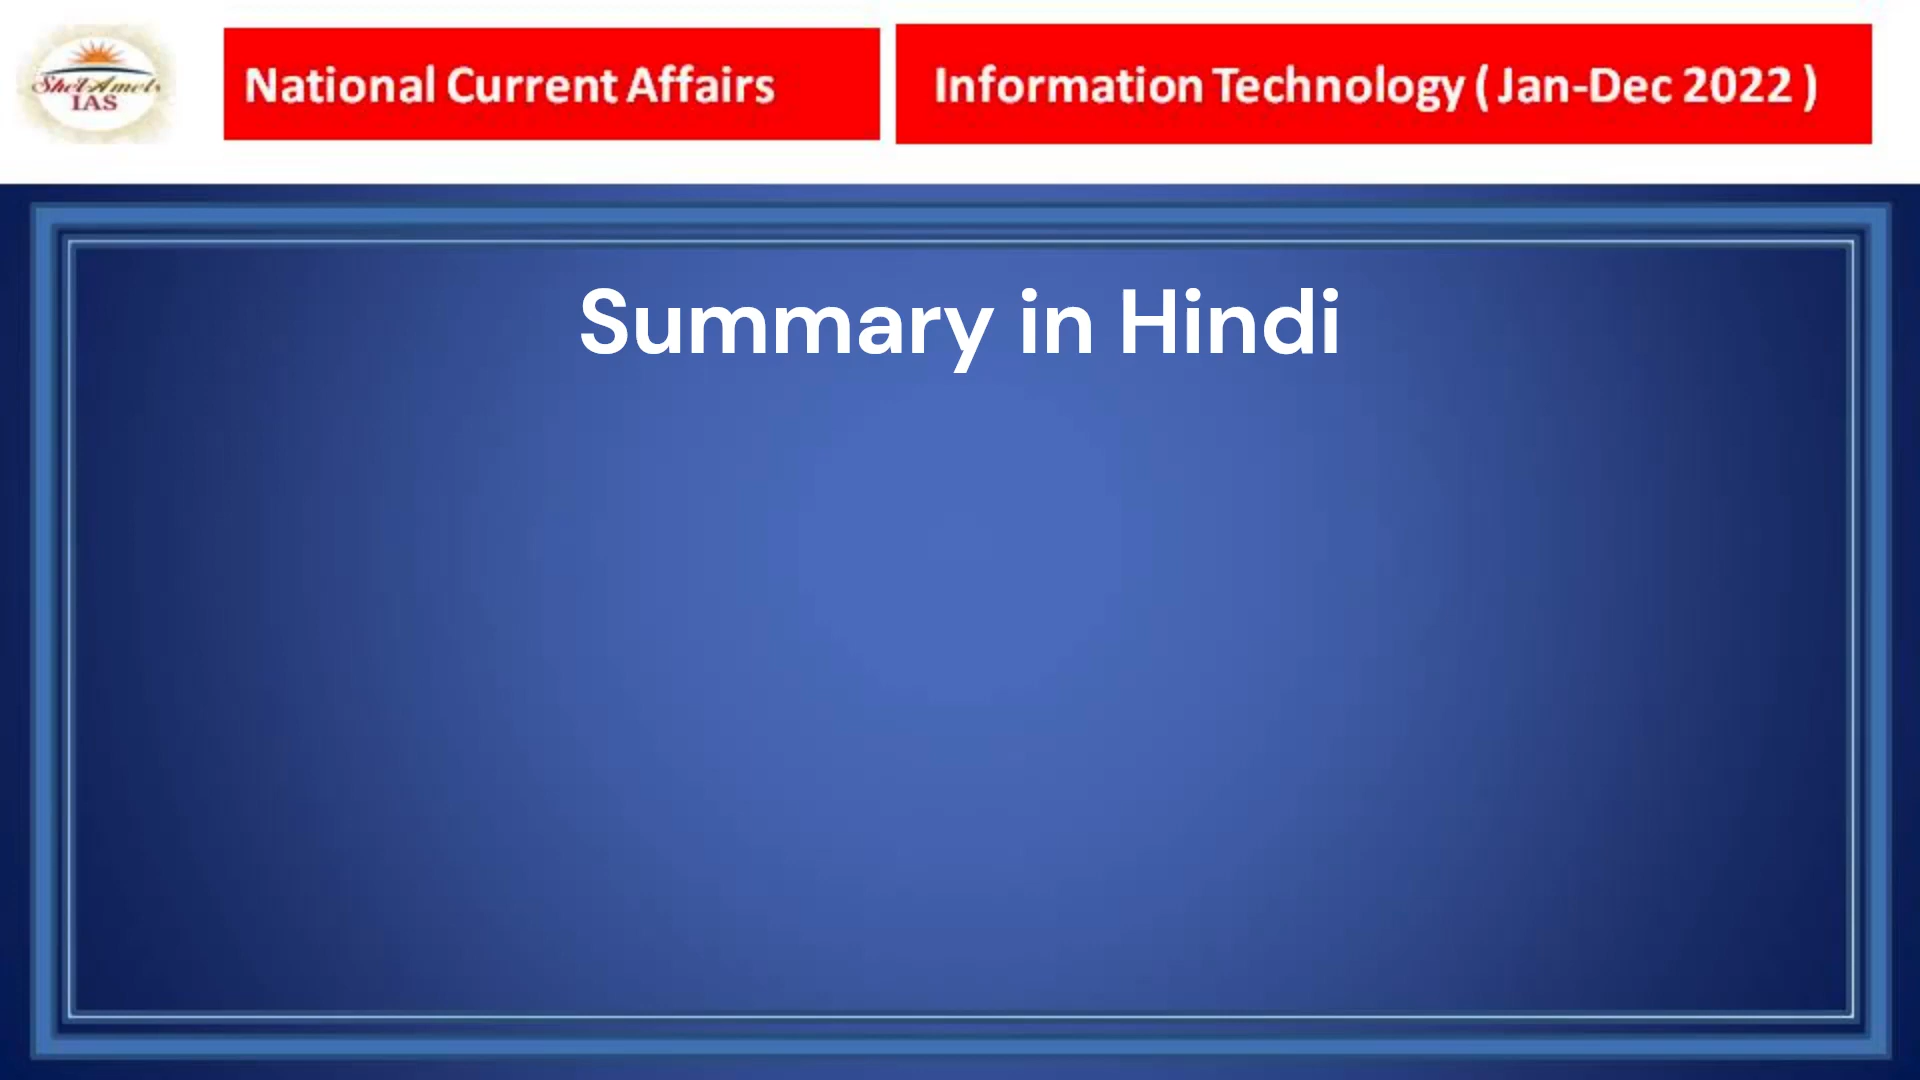 IAS
National Current Affairs
Information Technology ( Jan-Dec 2022 )
Summary in Hindi